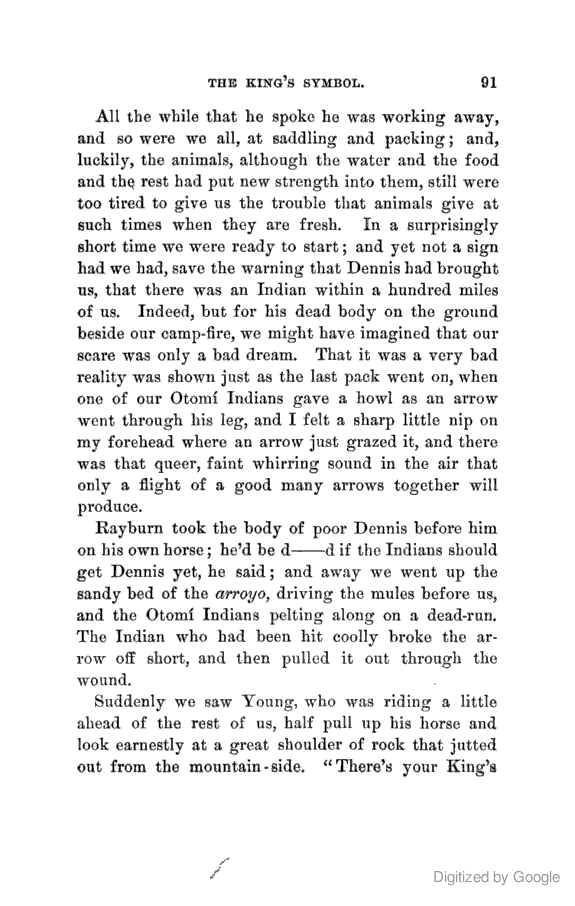 THE KING'S SYMBOL. 91
All the while that he spoke he was working away,
and so were we all, at saddling and packing; and,
luckily, the animals, although the water and the food
and the rest had put new strength into them, still were
too tired to give us the trouble that animals give at
such times when they are fresh. In a surprisingly
short time we were ready to start; and yet not a sign
had we had, save the warning that Dennis had brought
us, that there was an Indian within a hundred miles
of us. Indeed, but for his dead body on the ground
beside our camp-fire, we might have imagined that our
scare was only a bad dream. That it was a very bad
reality was shown just as the last pack went on, when
one of our Otomí Indians gave a howl as an arrow
went through his leg, and I felt a sharp little nip on
my forehead where an arrow just grazed it, and there
was that queer, faint whirring sound in the air that
only a flight of a good many arrows together will
produce.
Rayburn took the body of poor Dennis before him
on his own horse; he'd be d——d if the Indians should
get Dennis yet, he said; and away we went up the
sandy bed of the arroyo, driving the mules before us,
and the Otomí Indians pelting along on a dead-run.
The Indian who had been hit coolly broke the ar-
row off short, and then pulled it out through the
wound.
Suddenly we saw Young, who was riding a little
ahead of the rest of us, half pull up his horse and
look earnestly at a great shoulder of rock that jutted
out from the mountain-side. "There's your King's
Digitized by Google